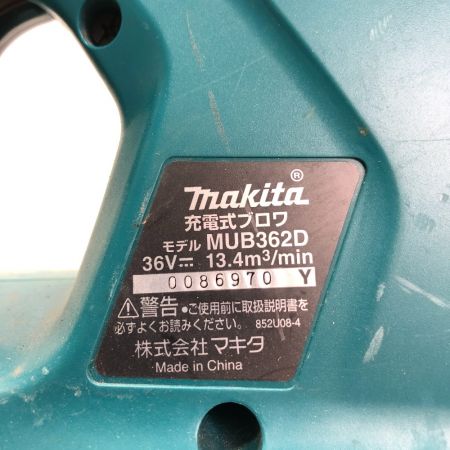 makita®
充電式ブロワ
モデル MUB362D
36V⎓ 13.4m³/min
0086970 Y
⚠警告・ご使用前に取扱説明書を
必ずよくお読みください。 852U08-4
株式会社マキタ
Made in China